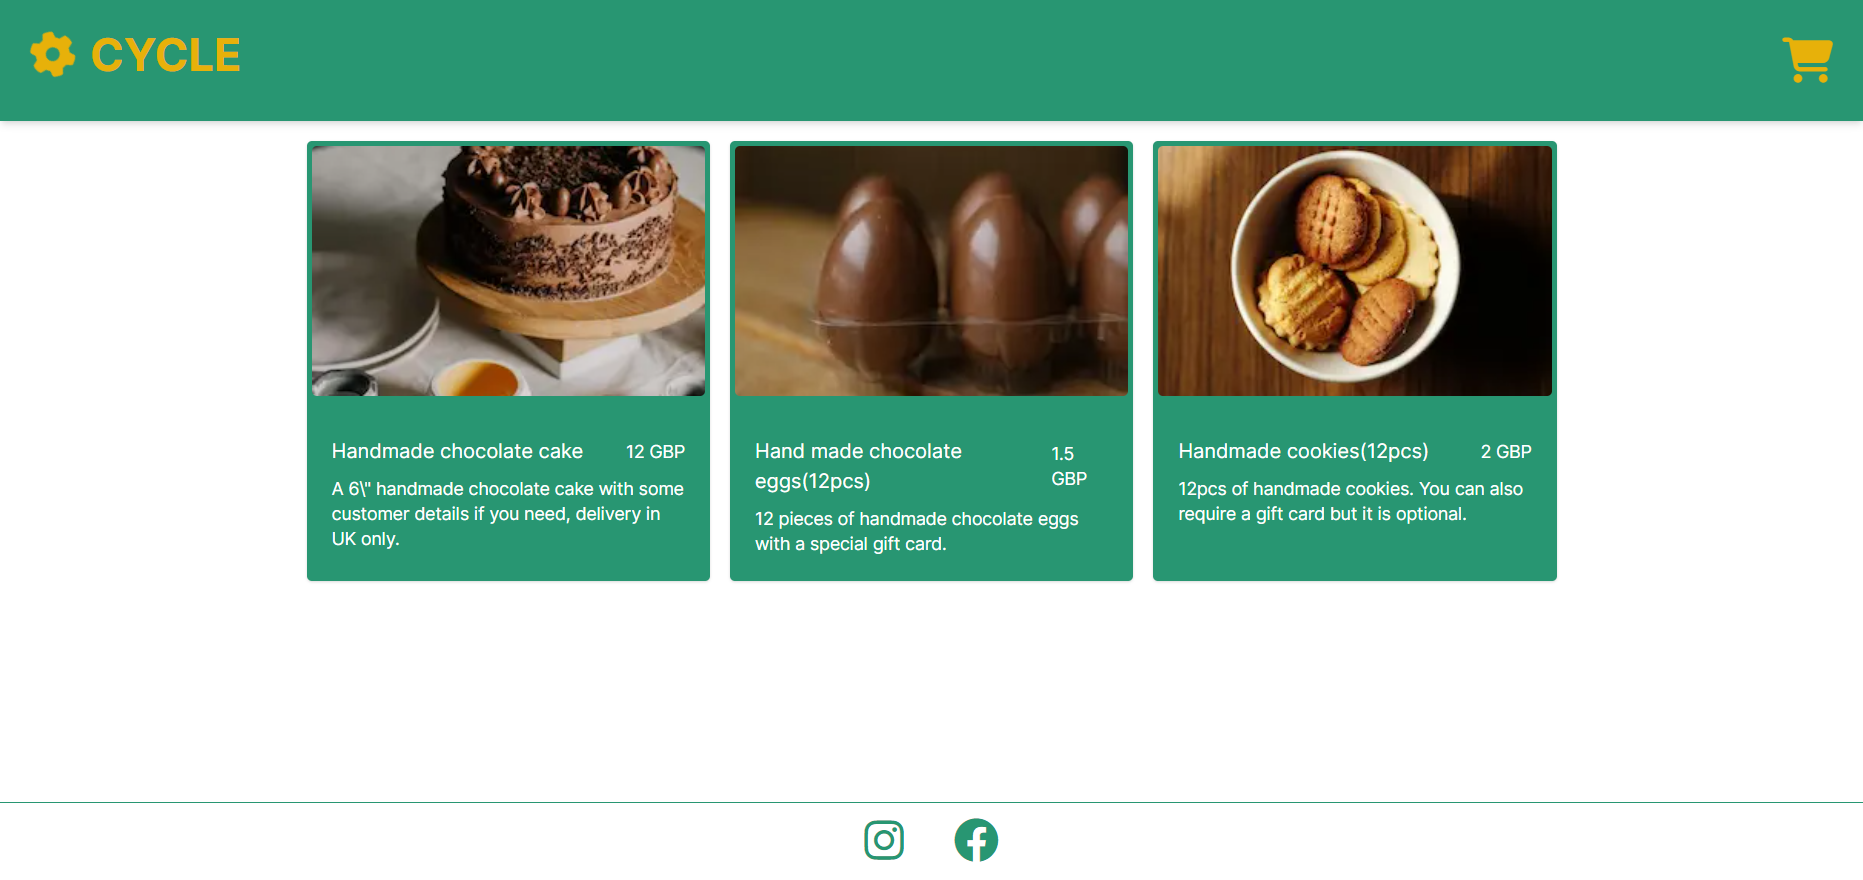 CYCLE
Handmade chocolate cake 12 GBP
A 6\" handmade chocolate cake with some
customer details if you need, delivery in
UK only.
Hand made chocolate
eggs(12pcs)
1.5
GBP
12 pieces of handmade chocolate eggs
with a special gift card.
Handmade cookies(12pcs) 2 GBP
12pcs of handmade cookies. You can also
require a gift card but it is optional.